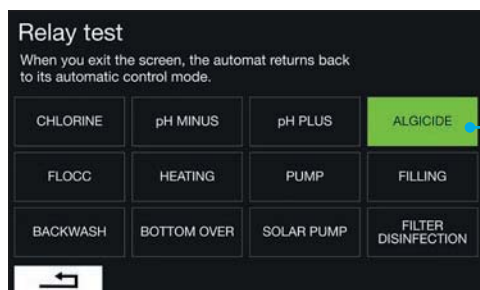 Relay test
When you exit the screen, the automat returns back
to its automatic control mode.
CHLORINE pH MINUS pH PLUS ALGICIDE
FLOCC HEATING PUMP FILLING
BACKWASH BOTTOM OVER SOLAR PUMP FILTER
DISINFECTION